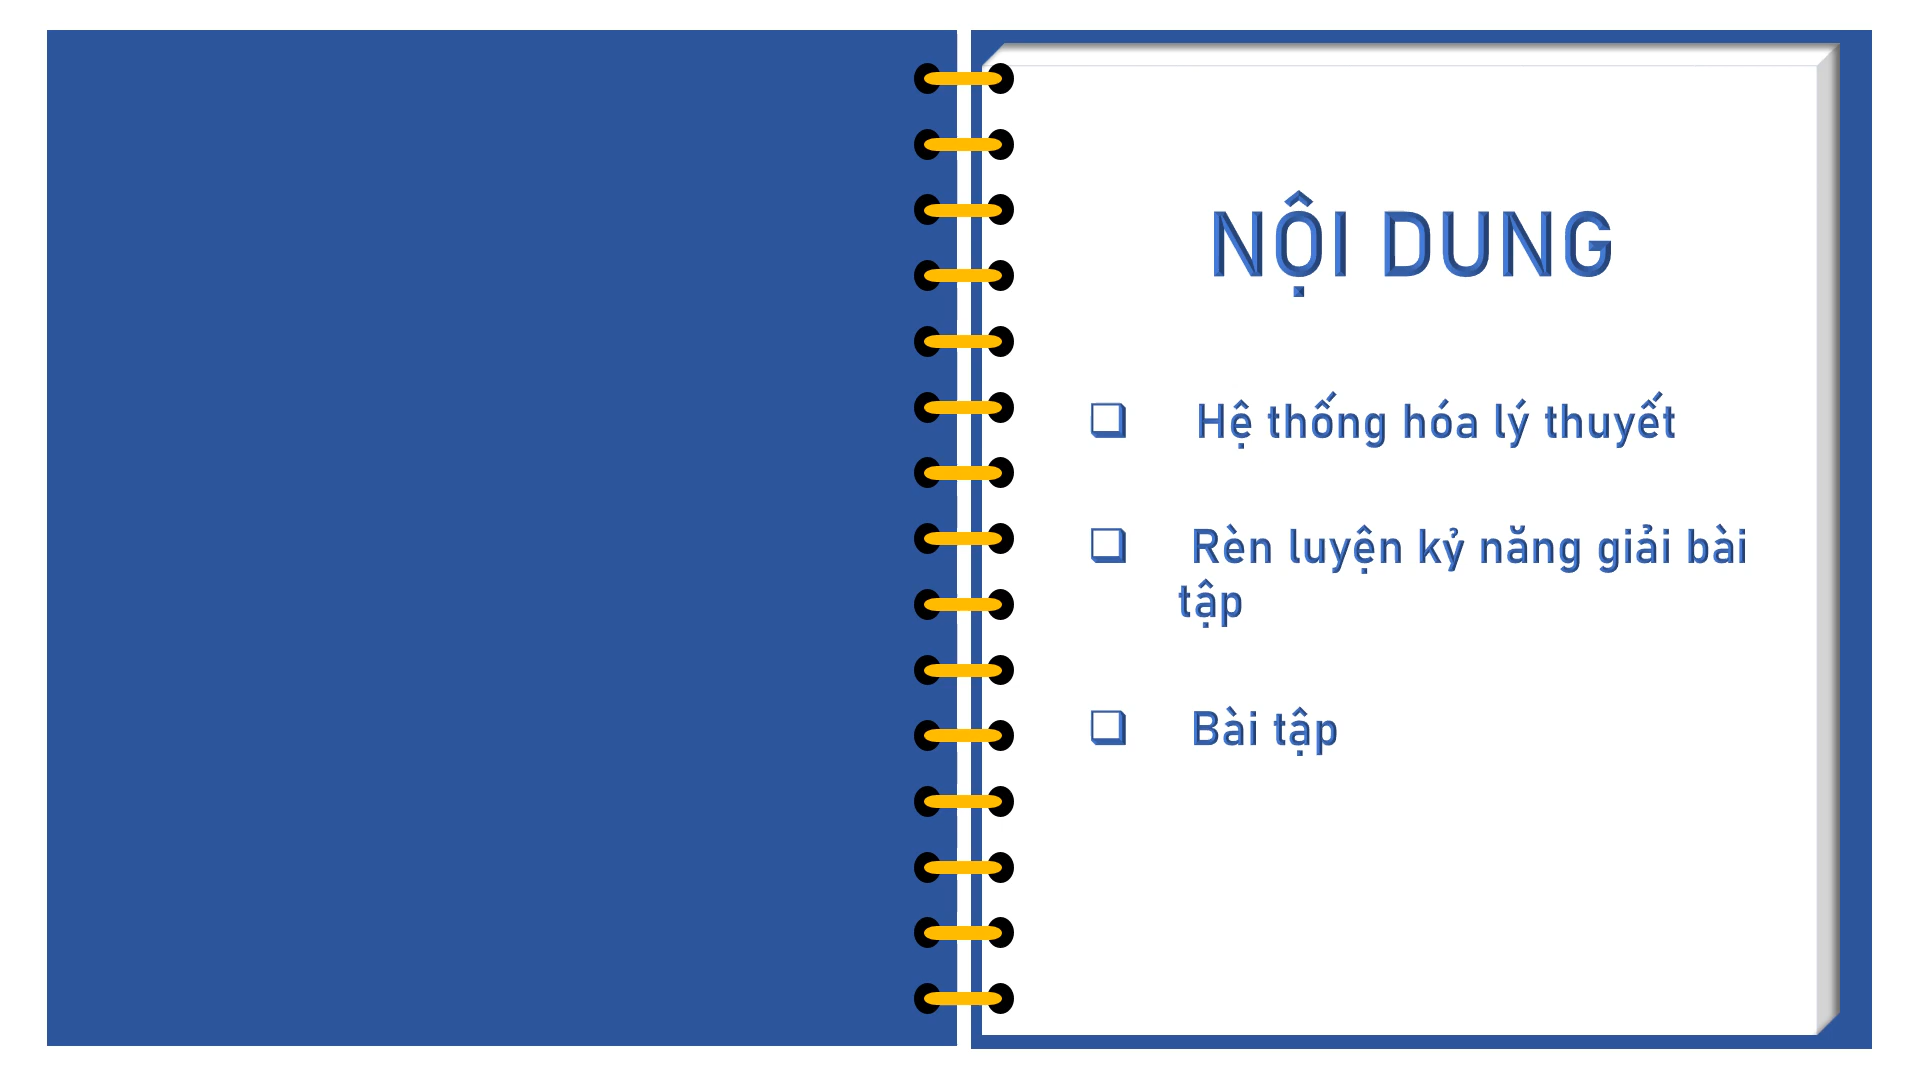 NỘI DUNG
❑ Hệ thống hóa lý thuyết
❑ Rèn luyện kỷ năng giải bài
tập
❑ Bài tập